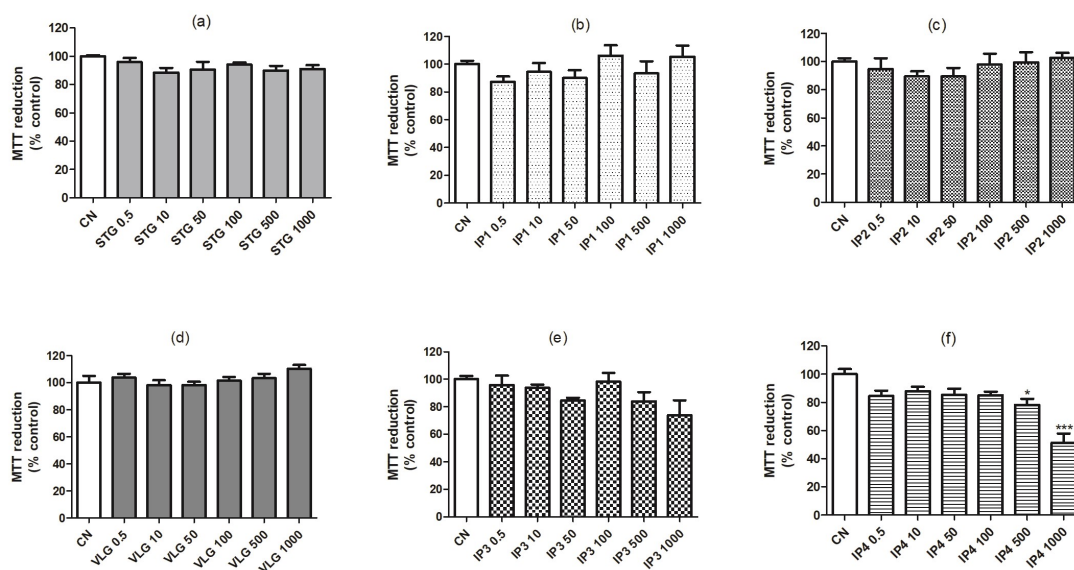 (a)
MTT reduction
(% control)
120
100
80
60
40
20
0
CN
STG 0.5
STG 10
STG 50
STG 100
STG 500
STG 1000
(b)
MTT reduction
(% control)
120
100
80
60
40
20
0
CN
IP1 0.5
IP1 10
IP1 50
IP1 100
IP1 500
IP1 1000
(c)
MTT reduction
(% control)
120
100
80
60
40
20
0
CN
IP2 0.5
IP2 10
IP2 50
IP2 100
IP2 500
IP2 1000
(d)
MTT reduction
(% control)
120
100
80
60
40
20
0
CN
VLG 0.5
VLG 10
VLG 50
VLG 100
VLG 500
VLG 1000
(e)
MTT reduction
(% control)
120
100
80
60
40
20
0
CN
IP3 0.5
IP3 10
IP3 50
IP3 100
IP3 500
IP3 1000
(f)
MTT reduction
(% control)
120
100
80
60
40
20
0
*
***
CN
IP4 0.5
IP4 10
IP4 50
IP4 100
IP4 500
IP4 1000